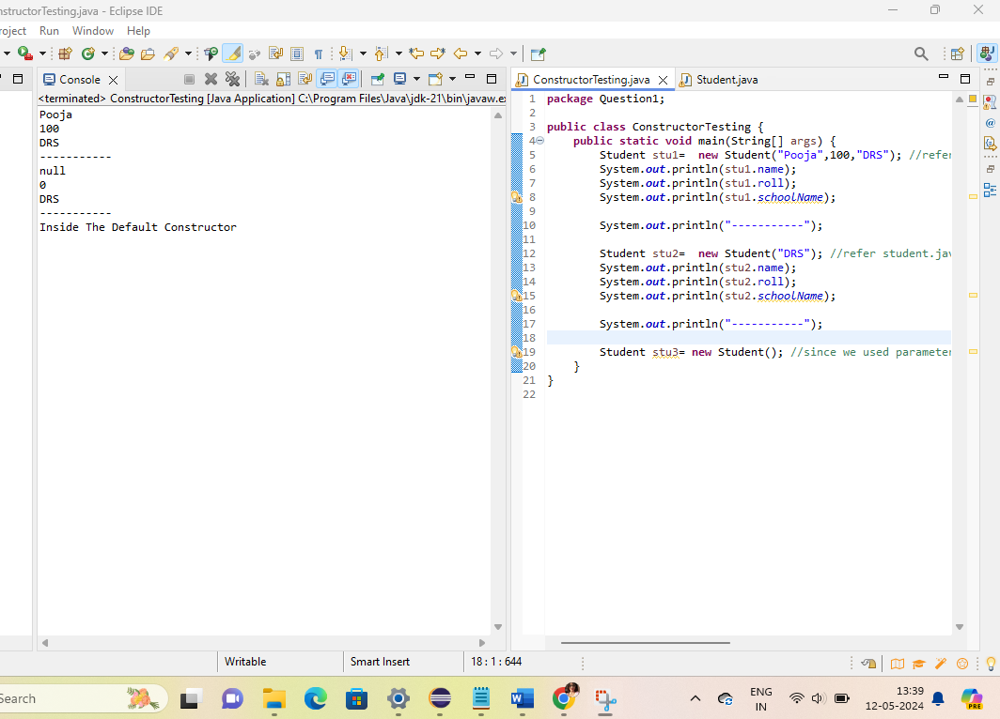 nstructorTesting.java - Eclipse IDE
roject Run Window Help
Console
<terminated> ConstructorTesting [Java Application] C:\Program Files\Java\jdk-21\bin\javaw.ex
Pooja
100
DRS
-----------
null
0
DRS
-----------
Inside The Default Constructor
ConstructorTesting.java Student.java
1 package Question1;
2
3 public class ConstructorTesting {
4 public static void main(String[] args) {
5 Student stu1= new Student("Pooja",100,"DRS"); //refer
6 System.out.println(stu1.name);
7 System.out.println(stu1.roll);
8 System.out.println(stu1.schoolName);
9
10 System.out.println("-----------");
11
12 Student stu2= new Student("DRS"); //refer student.jav
13 System.out.println(stu2.name);
14 System.out.println(stu2.roll);
15 System.out.println(stu2.schoolName);
16
17 System.out.println("-----------");
18
19 Student stu3= new Student(); //since we used parameter
20 }
21 }
22
Writable Smart Insert 18 : 1 : 644
Search
ENG
IN
13:39
12-05-2024
PRE